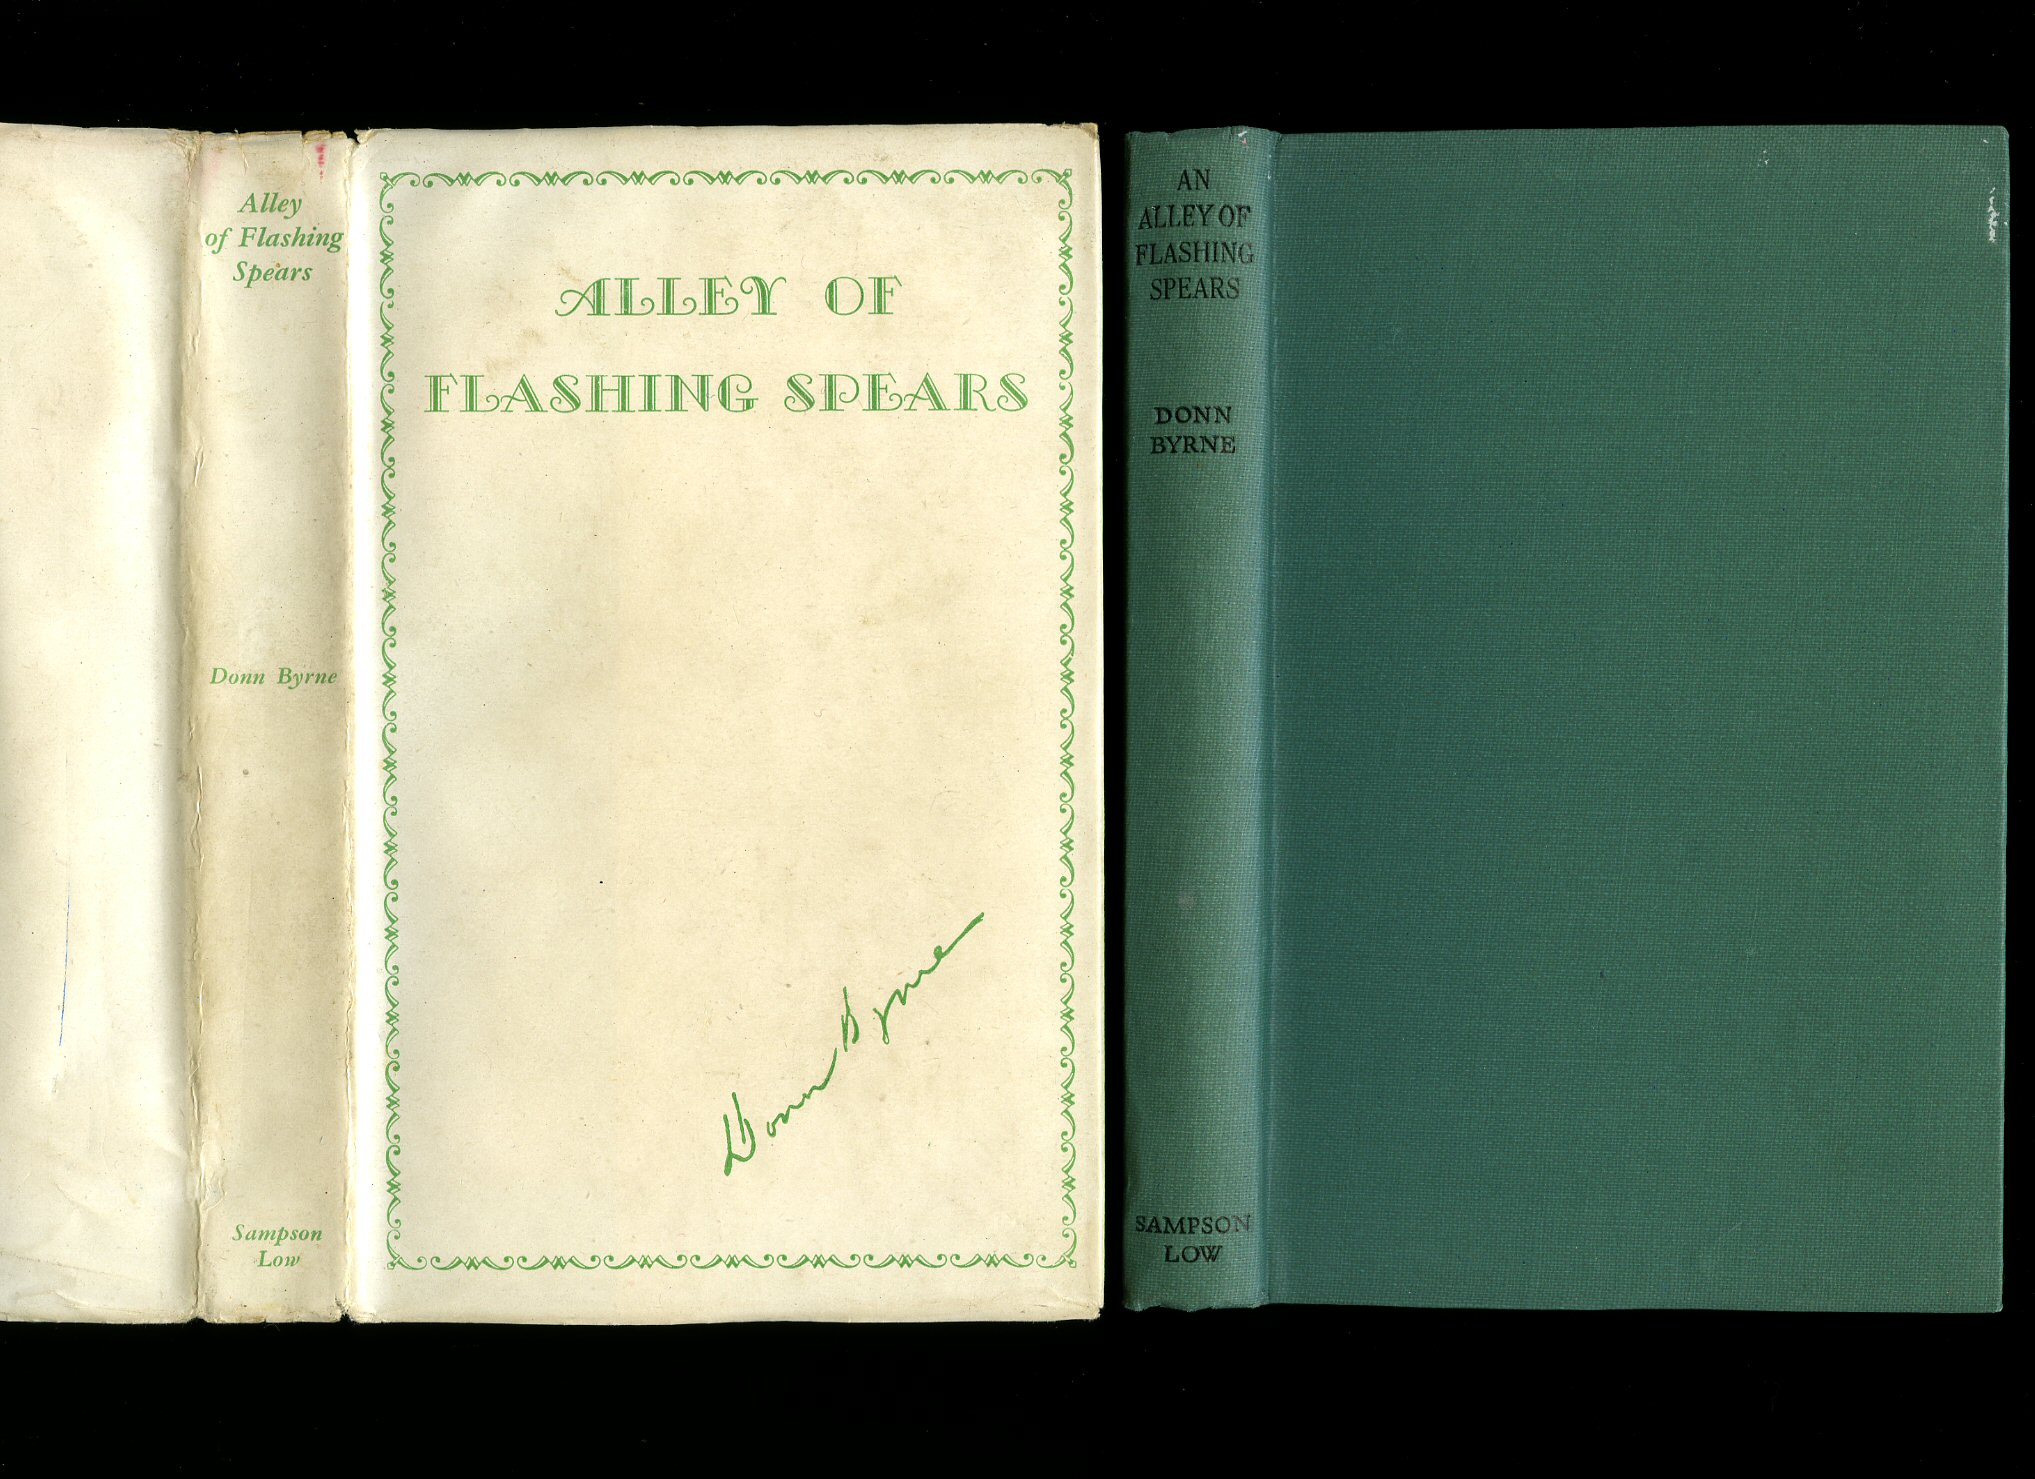 Alley
of Flashing
Spears
Donn Byrne
Sampson
Low
ALLEY OF
FLASHING SPEARS
Donn Byrne
AN
ALLEY OF
FLASHING
SPEARS
DONN
BYRNE
SAMPSON
LOW